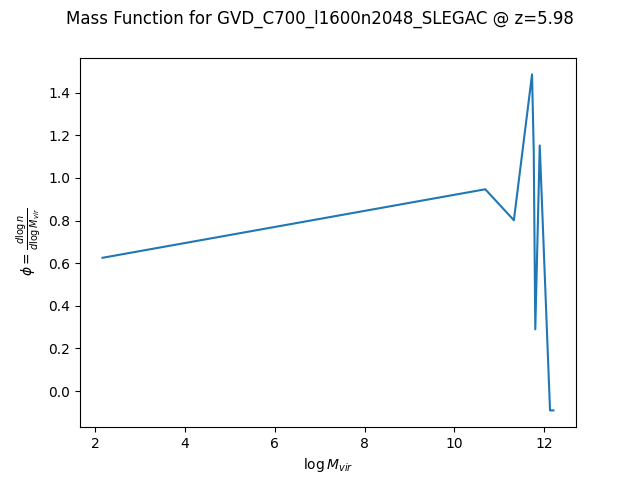 Mass Function for GVD_C700_l1600n2048_SLEGAC @ z=5.98
1.4
1.2
1.0
0.8
0.6
0.4
0.2
0.0
ϕ = d log n / d log M_vir
2 4 6 8 10 12
log M_vir